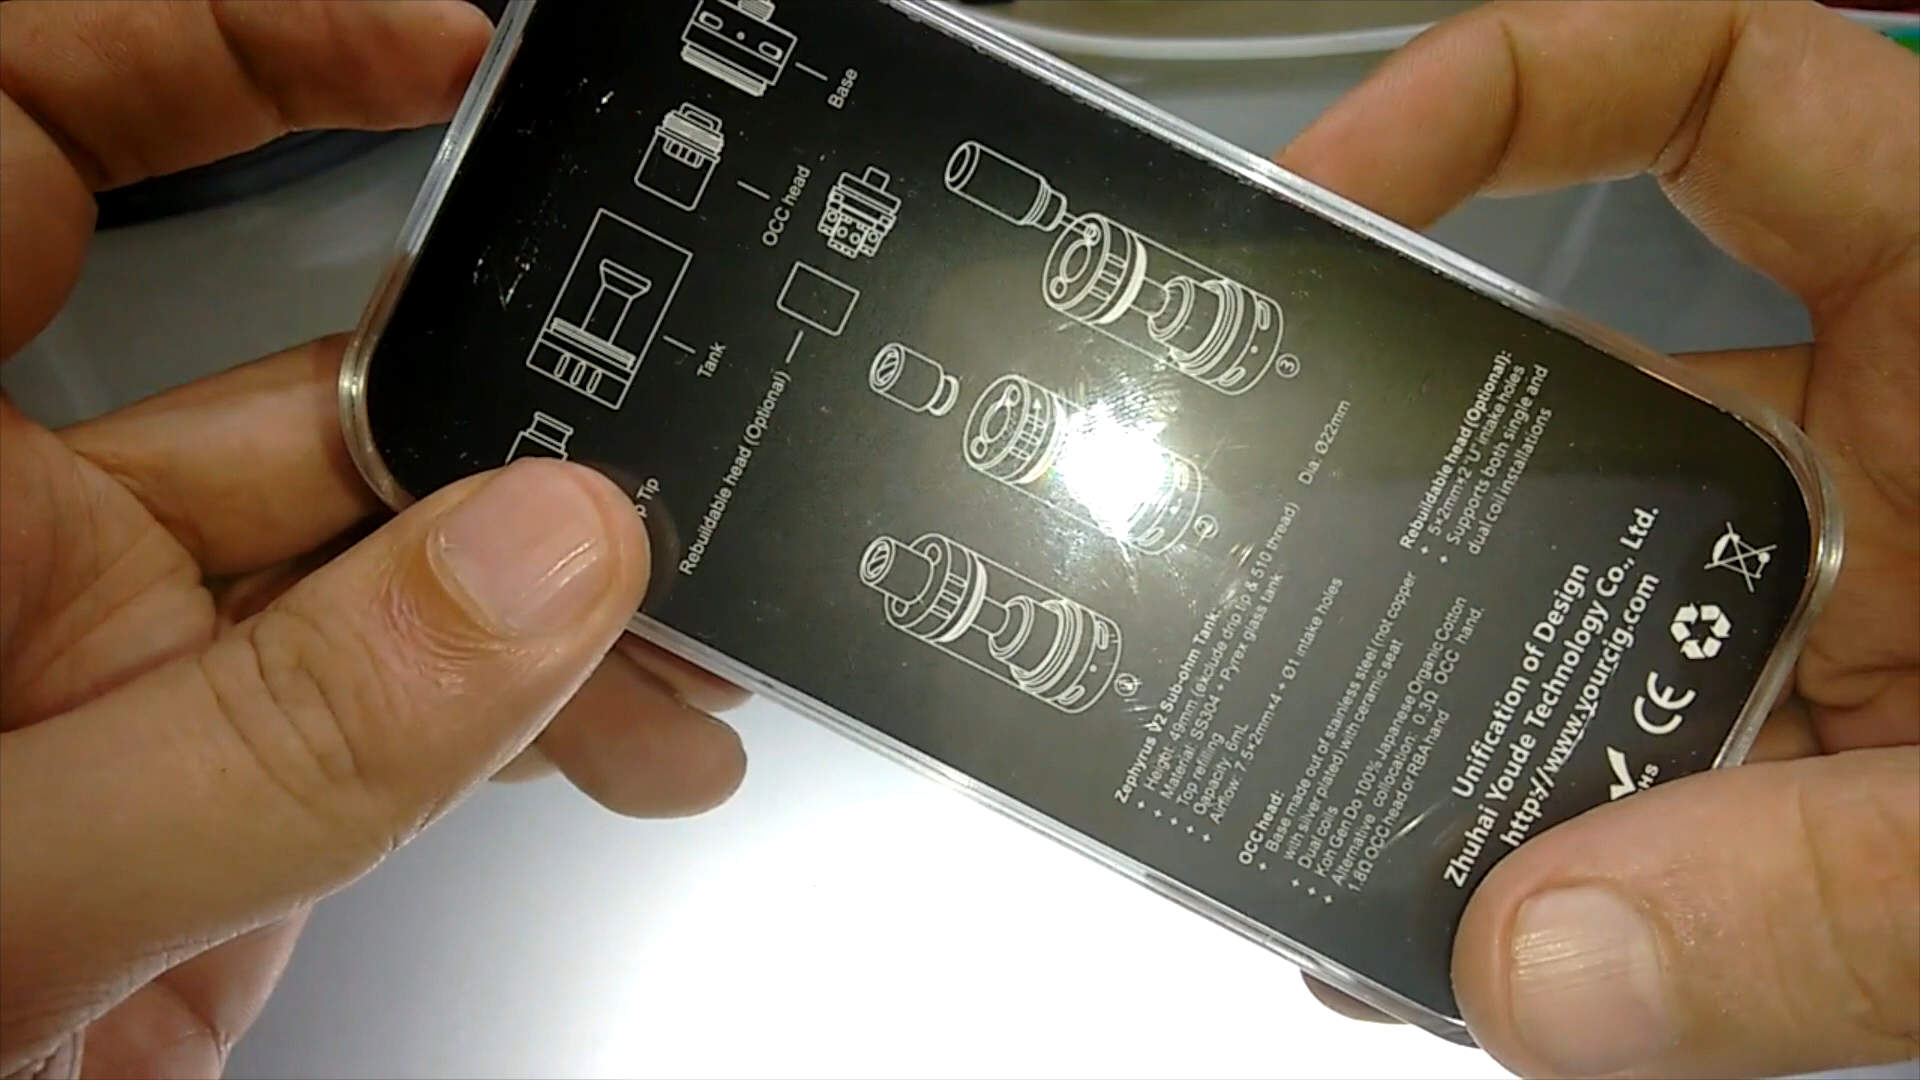 Base
OCC head
Tank
p Tip
Rebuildable head (Optional)
3
Dia: Ø22mm
Zephyrus V2 Sub-ohm Tank:
+ Height: 49mm (exclude drip tip & 510 thread)
+ Material: SS304 + Pyrex glass tank
+ Top refilling
+ Capacity: 6mL
+ Airflow: 7.5×2mm×4 + Ø1 intake holes
OCC head:
+ Base made out of stainless steel (not copper
with silver plated) with ceramic seat
+ Dual coils
+ Koh Gen Do 100% Japanese Organic Cotton
+ Alternative collocation: 0.3Ω OCC hand.
1.8Ω OCC head or RBA hand
Rebuildable head (Optional):
+ 5×2mm×2 "U" intake holes
+ Supports both single and
dual coil installations
Unification of Design
Zhuhai Youde Technology Co., Ltd.
http://www.yourcig.com
CE
HS